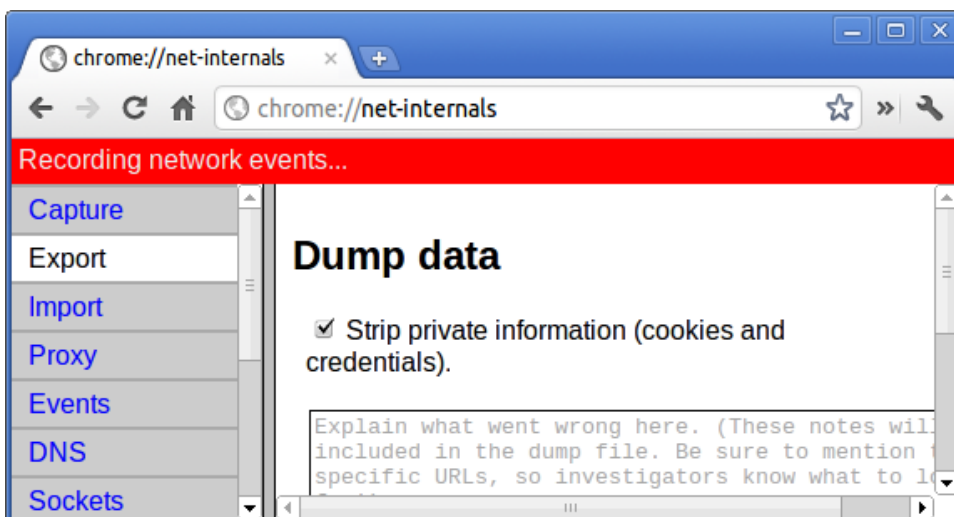 chrome://net-internals
chrome://net-internals
Recording network events...
Capture
Export
Import
Proxy
Events
DNS
Sockets
Dump data
Strip private information (cookies and
credentials).
Explain what went wrong here. (These notes will
included in the dump file. Be sure to mention
specific URLs, so investigators know what to